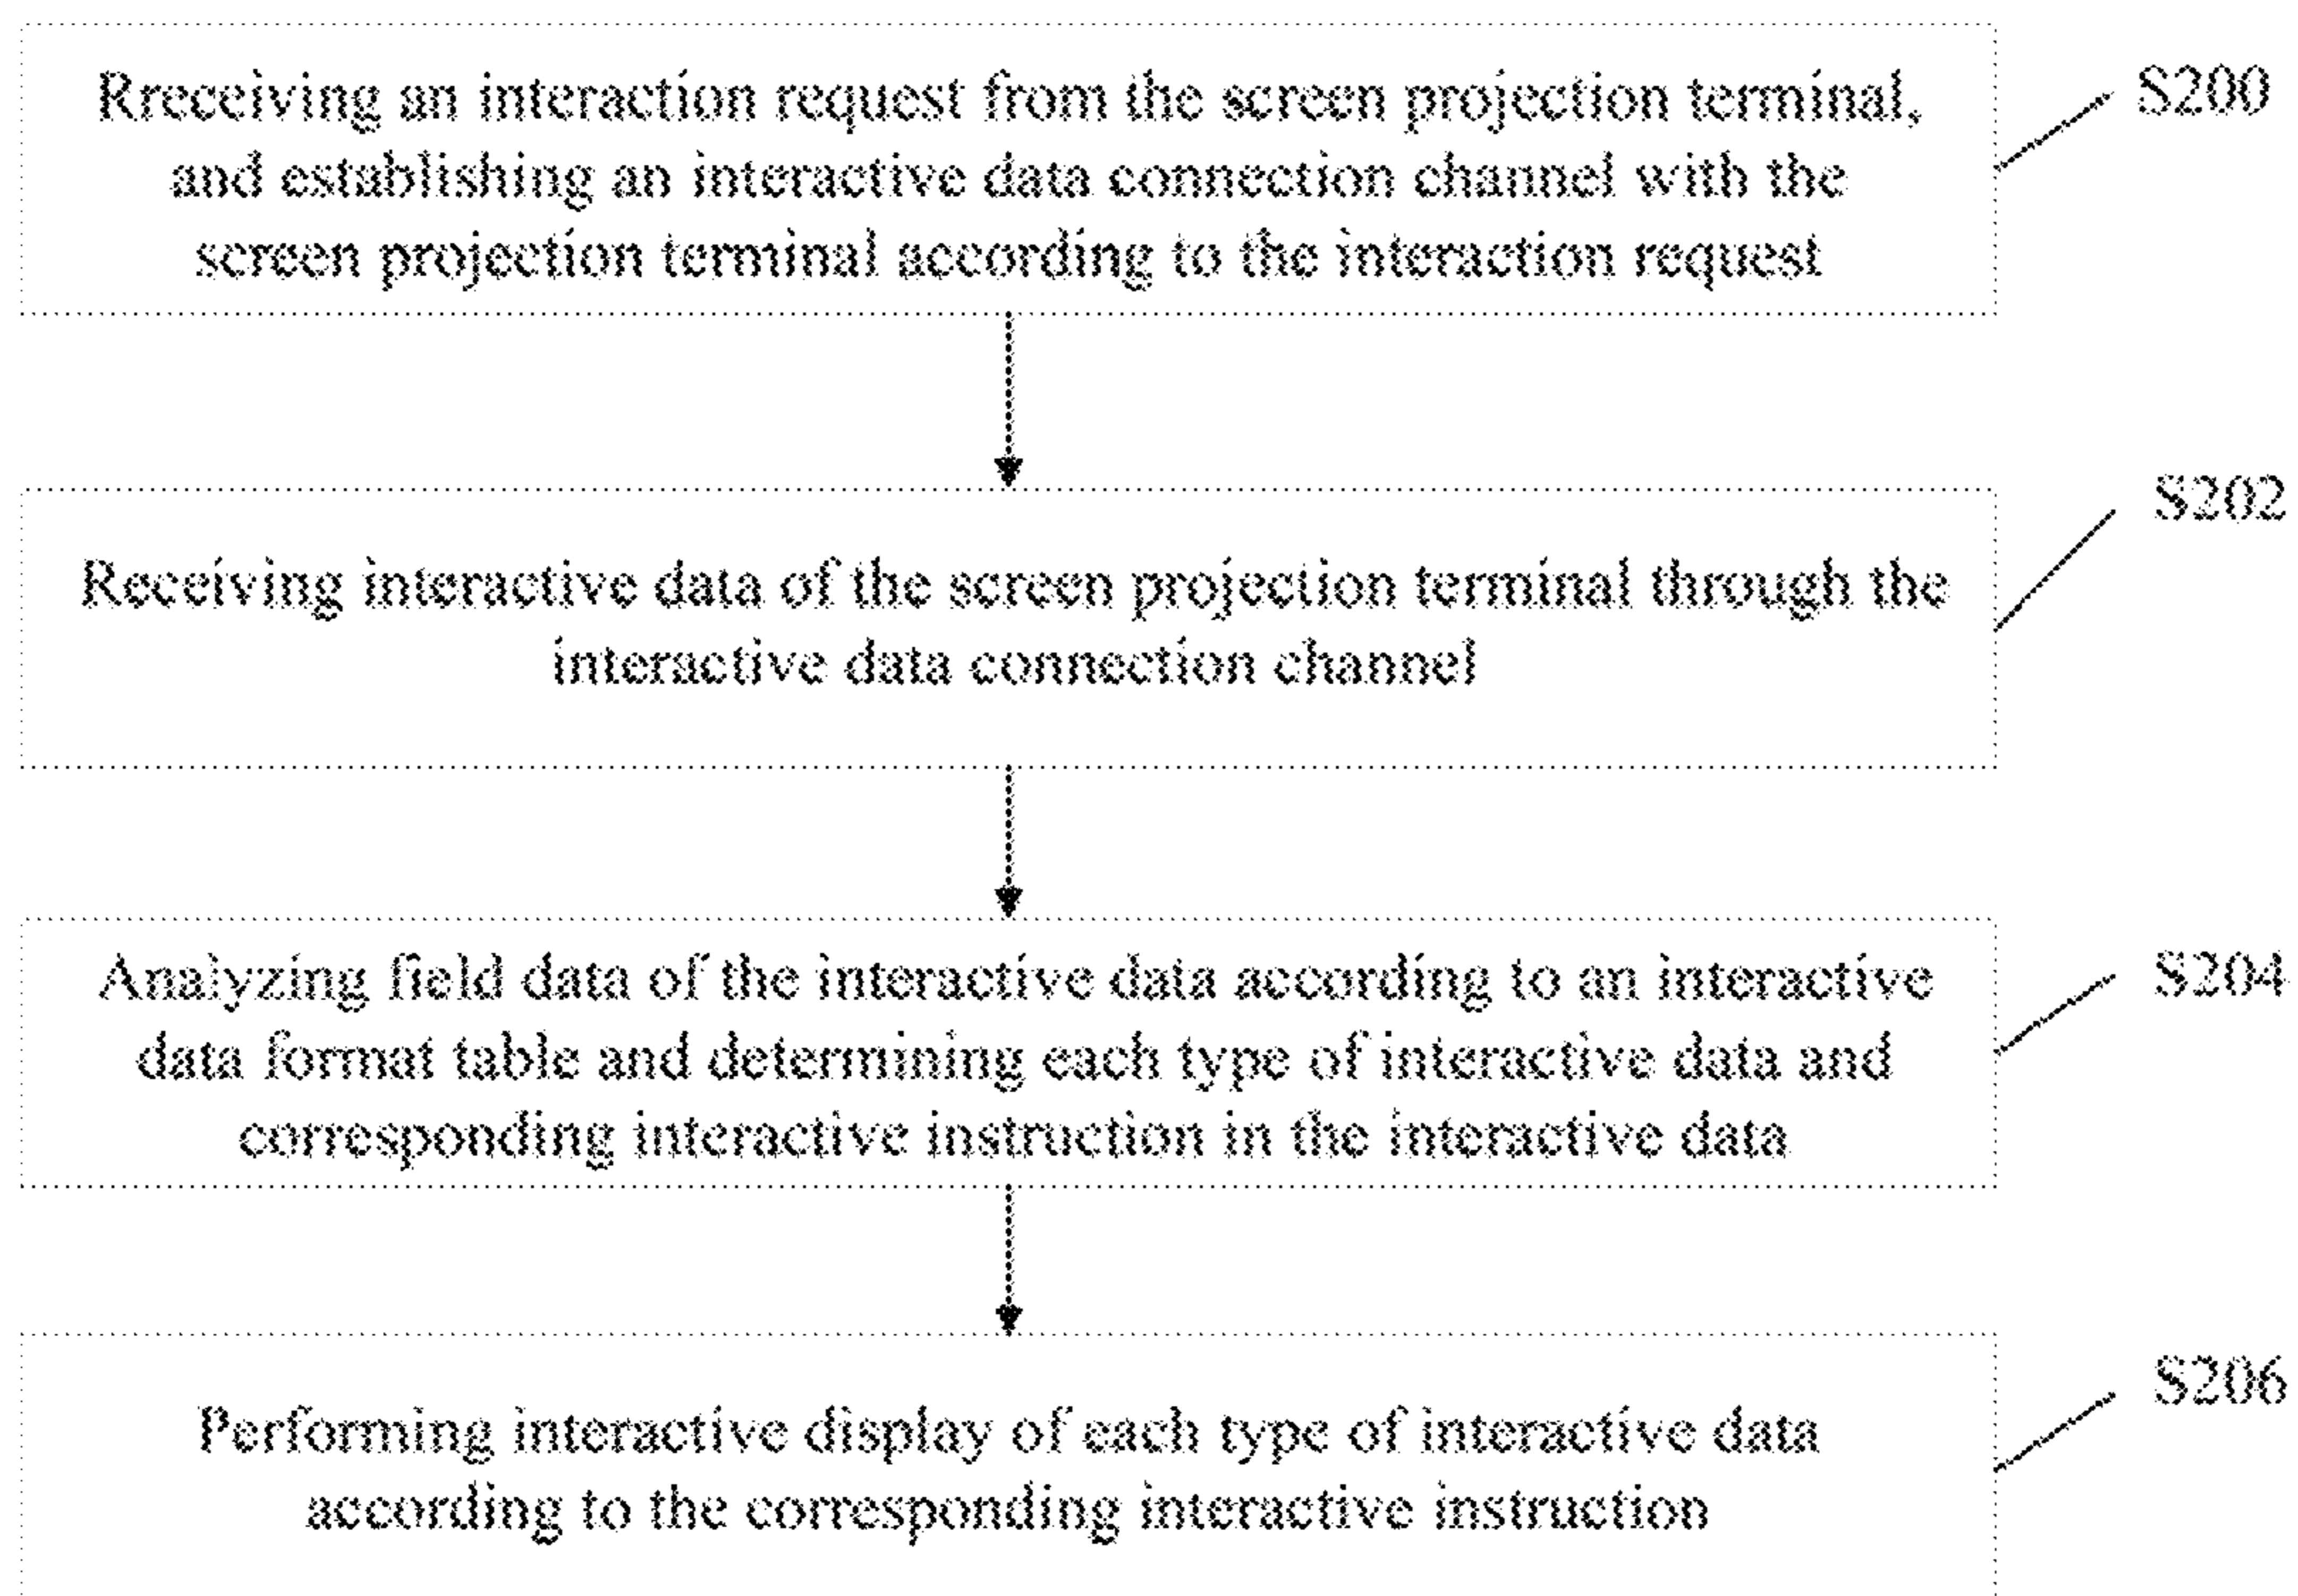 Rreceiving an interaction request from the screen projection terminal,
and establishing an interactive data connection channel with the
screen projection terminal according to the interaction request
S200
Receiving interactive data of the screen projection terminal through the
interactive data connection channel
S202
Analyzing field data of the interactive data according to an interactive
data format table and determining each type of interactive data and
corresponding interactive instruction in the interactive data
S204
Performing interactive display of each type of interactive data
according to the corresponding interactive instruction
S206